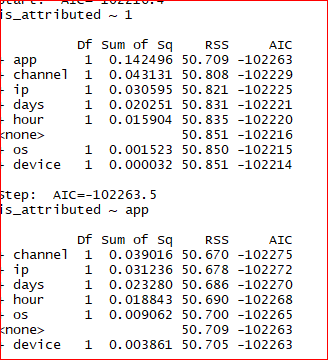 Start:  AIC=-102216.4
is_attributed ~ 1
Df Sum of Sq RSS AIC
+ app 1 0.142496 50.709 -102263
+ channel 1 0.043131 50.808 -102229
+ ip 1 0.030595 50.821 -102225
+ days 1 0.020251 50.831 -102221
+ hour 1 0.015904 50.835 -102220
<none> 50.851 -102216
+ os 1 0.001523 50.850 -102215
+ device 1 0.000032 50.851 -102214
Step: AIC=-102263.5
is_attributed ~ app
Df Sum of Sq RSS AIC
+ channel 1 0.039016 50.670 -102275
+ ip 1 0.031236 50.678 -102272
+ days 1 0.023280 50.686 -102270
+ hour 1 0.018843 50.690 -102268
+ os 1 0.009062 50.700 -102265
<none> 50.709 -102263
+ device 1 0.003861 50.705 -102263